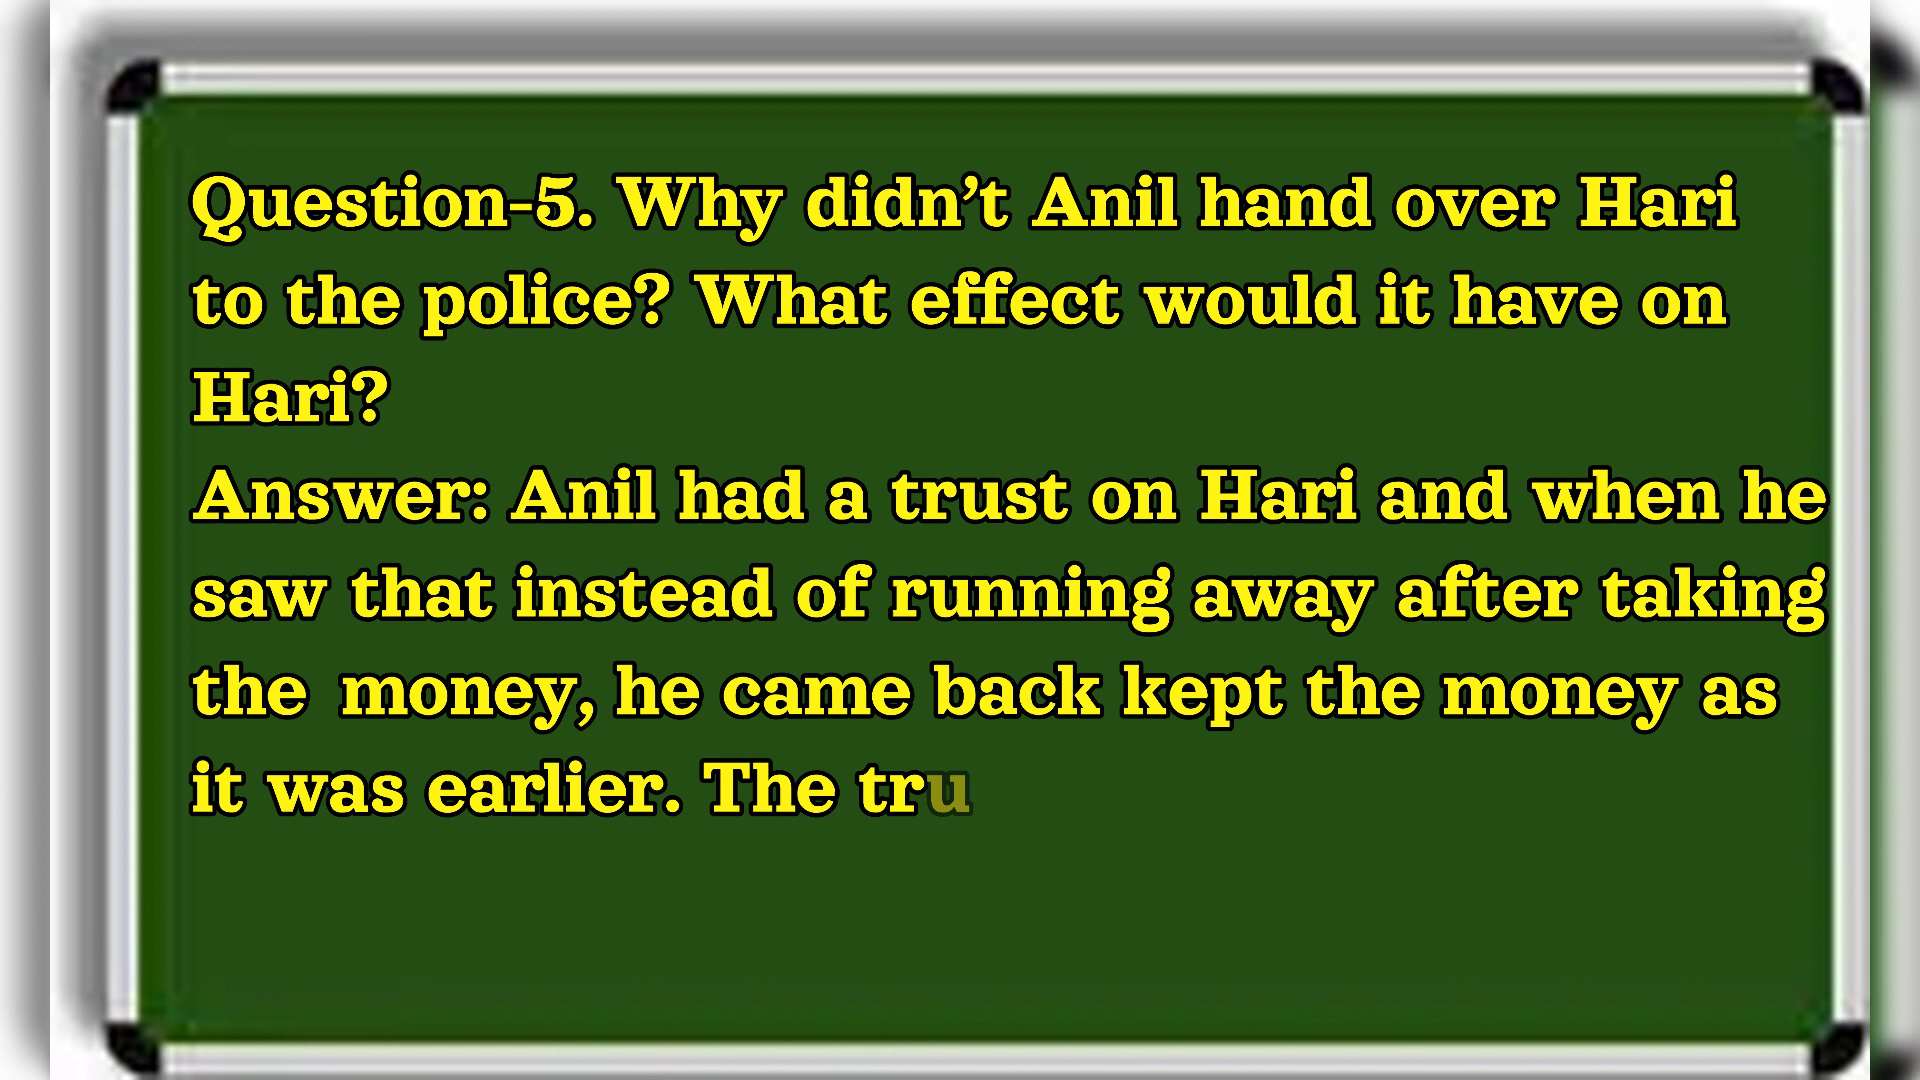 Question-5. Why didn’t Anil hand over Hari
to the police? What effect would it have on
Hari?
Answer: Anil had a trust on Hari and when he
saw that instead of running away after taking
the money, he came back kept the money as
it was earlier. The tru